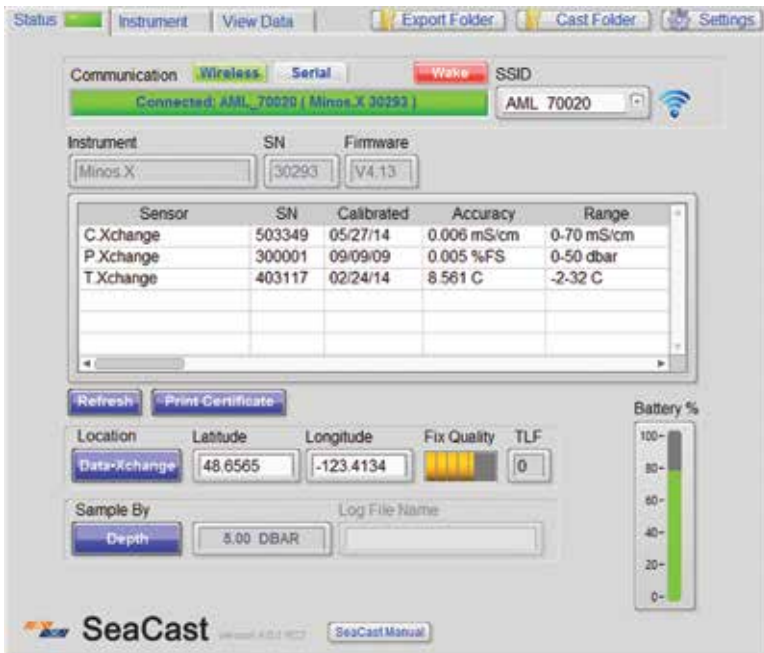 Status Instrument View Data Export Folder Cast Folder Settings
Communication Wireless Serial Wake SSID
Connected: AML_70020 ( Minos.X 30293 ) AML 70020
Instrument SN Firmware
Minos.X 30293 V4.13
Sensor SN Calibrated Accuracy Range
C.Xchange 503349 05/27/14 0.006 mS/cm 0-70 mS/cm
P.Xchange 300001 09/09/09 0.005 %FS 0-50 dbar
T.Xchange 403117 02/24/14 8.561 C -2-32 C
Refresh Print Certificate
Battery %
Location Latitude Longitude Fix Quality TLF
Data-Xchange 48.6565 -123.4134 0
100-
80-
60-
40-
20-
0-
Sample By Log File Name
Depth 5.00 DBAR
SeaCast SeaCast Manual